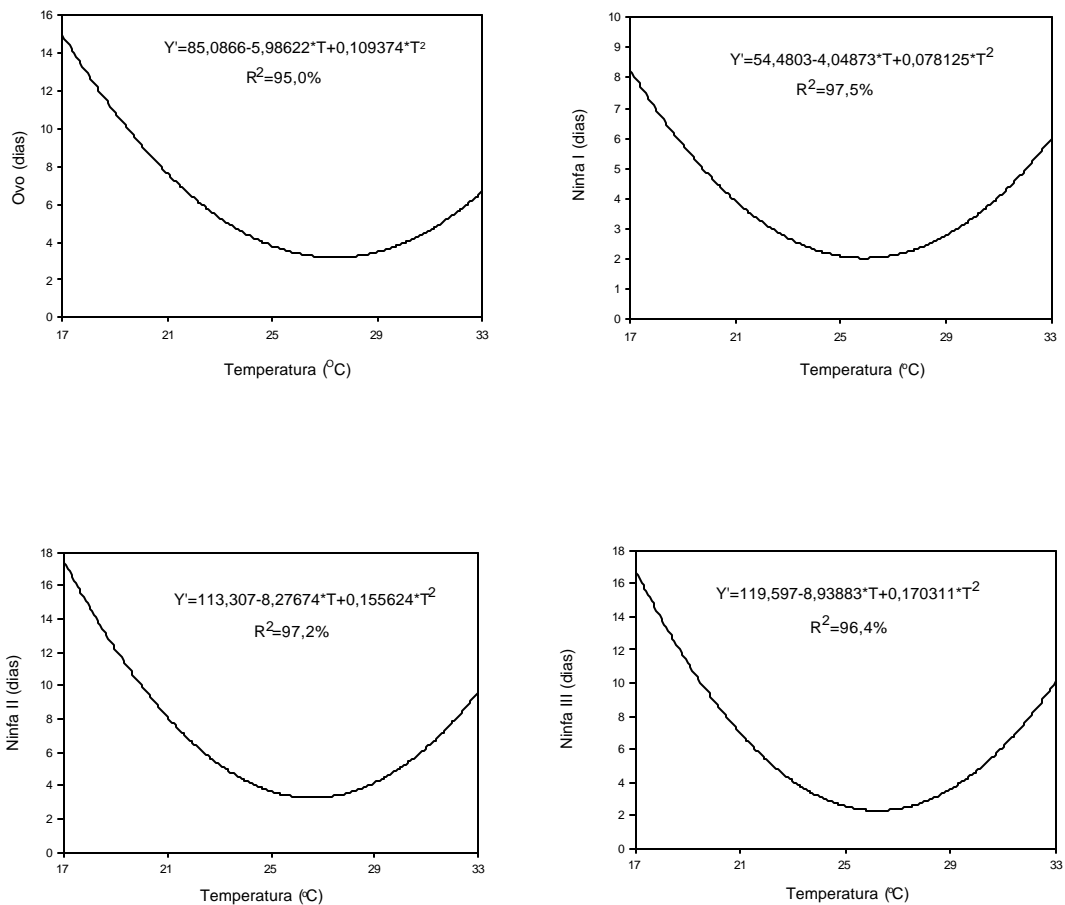 16
14
12
10
8
6
4
2
0
Ovo (dias)
Y'=85,0866-5,98622*T+0,109374*T²
R²=95,0%
17 21 25 29 33
Temperatura (ºC)
10
9
8
7
6
5
4
3
2
1
0
Ninfa I (dias)
Y'=54,4803-4,04873*T+0,078125*T²
R²=97,5%
17 21 25 29 33
Temperatura (ºC)
18
16
14
12
10
8
6
4
2
0
Ninfa II (dias)
Y'=113,307-8,27674*T+0,155624*T²
R²=97,2%
17 21 25 29 33
Temperatura (ºC)
18
16
14
12
10
8
6
4
2
0
Ninfa III (dias)
Y'=119,597-8,93883*T+0,170311*T²
R²=96,4%
17 21 25 29 33
Temperatura (ºC)